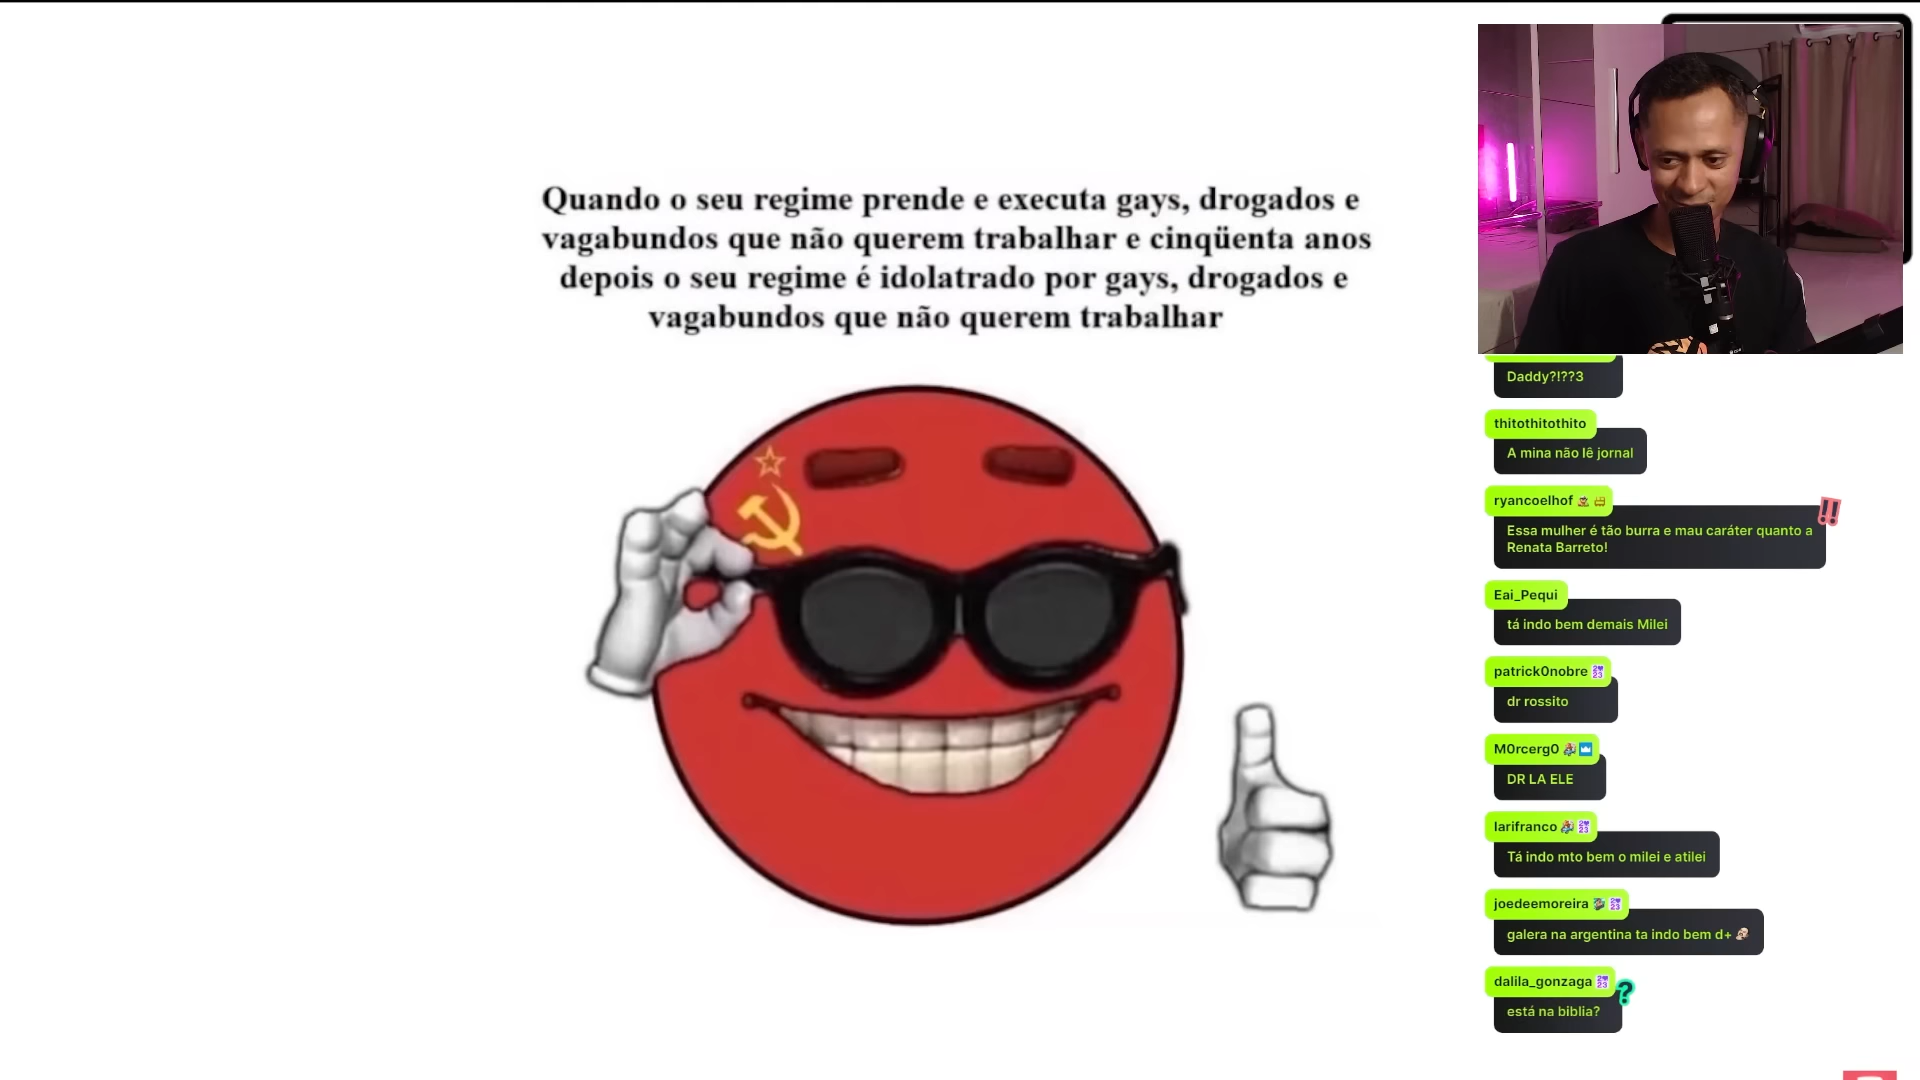 Quando o seu regime prende e executa gays, drogados e
vagabundos que não querem trabalhar e cinqüenta anos
depois o seu regime é idolatrado por gays, drogados e
vagabundos que não querem trabalhar
Daddy?!??3
thitothitothito
A mina não lê jornal
ryancoelhof
Essa mulher é tão burra e mau caráter quanto a
Renata Barreto!
Eai_Pequi
tá indo bem demais Milei
patrick0nobre
dr rossito
M0rcerg0
DR LA ELE
larifranco
Tá indo mto bem o milei e atilei
joedeemoreira
galera na argentina ta indo bem d+
dalila_gonzaga
está na biblia?